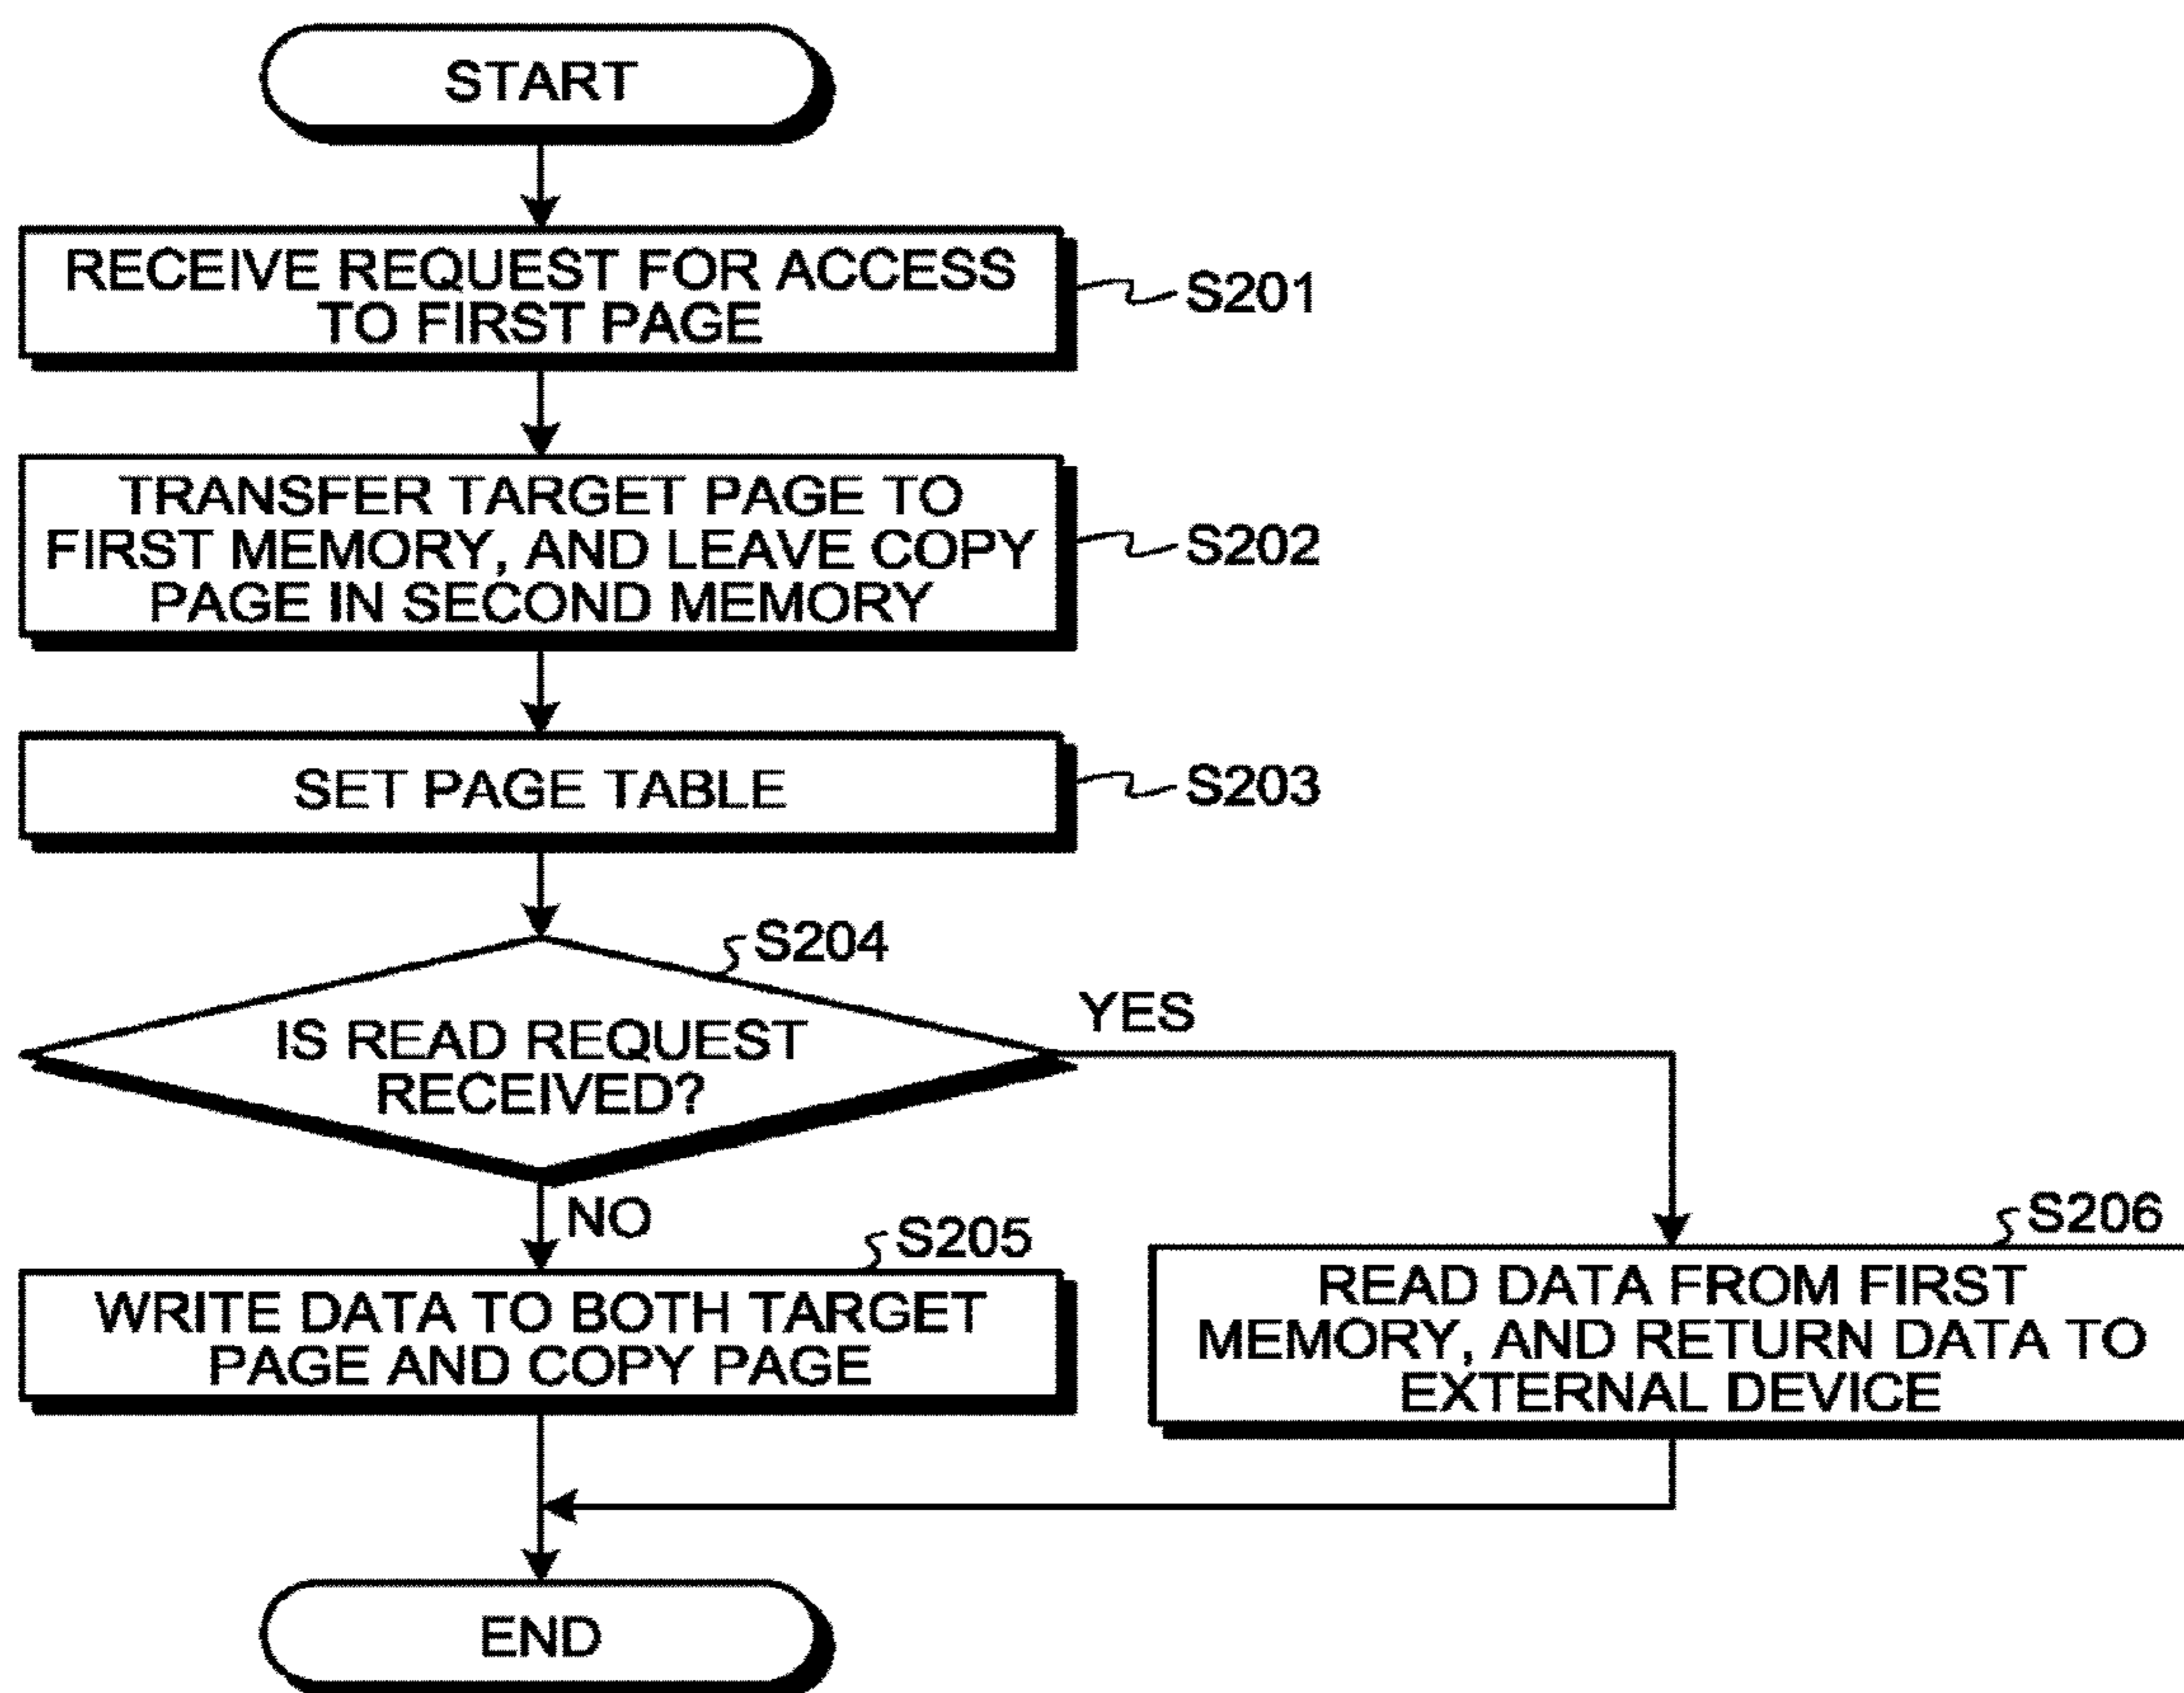 START
RECEIVE REQUEST FOR ACCESS
TO FIRST PAGE
S201
TRANSFER TARGET PAGE TO
FIRST MEMORY, AND LEAVE COPY
PAGE IN SECOND MEMORY
S202
SET PAGE TABLE
S203
S204
IS READ REQUEST
RECEIVED?
YES
NO
S205
WRITE DATA TO BOTH TARGET
PAGE AND COPY PAGE
S206
READ DATA FROM FIRST
MEMORY, AND RETURN DATA TO
EXTERNAL DEVICE
END